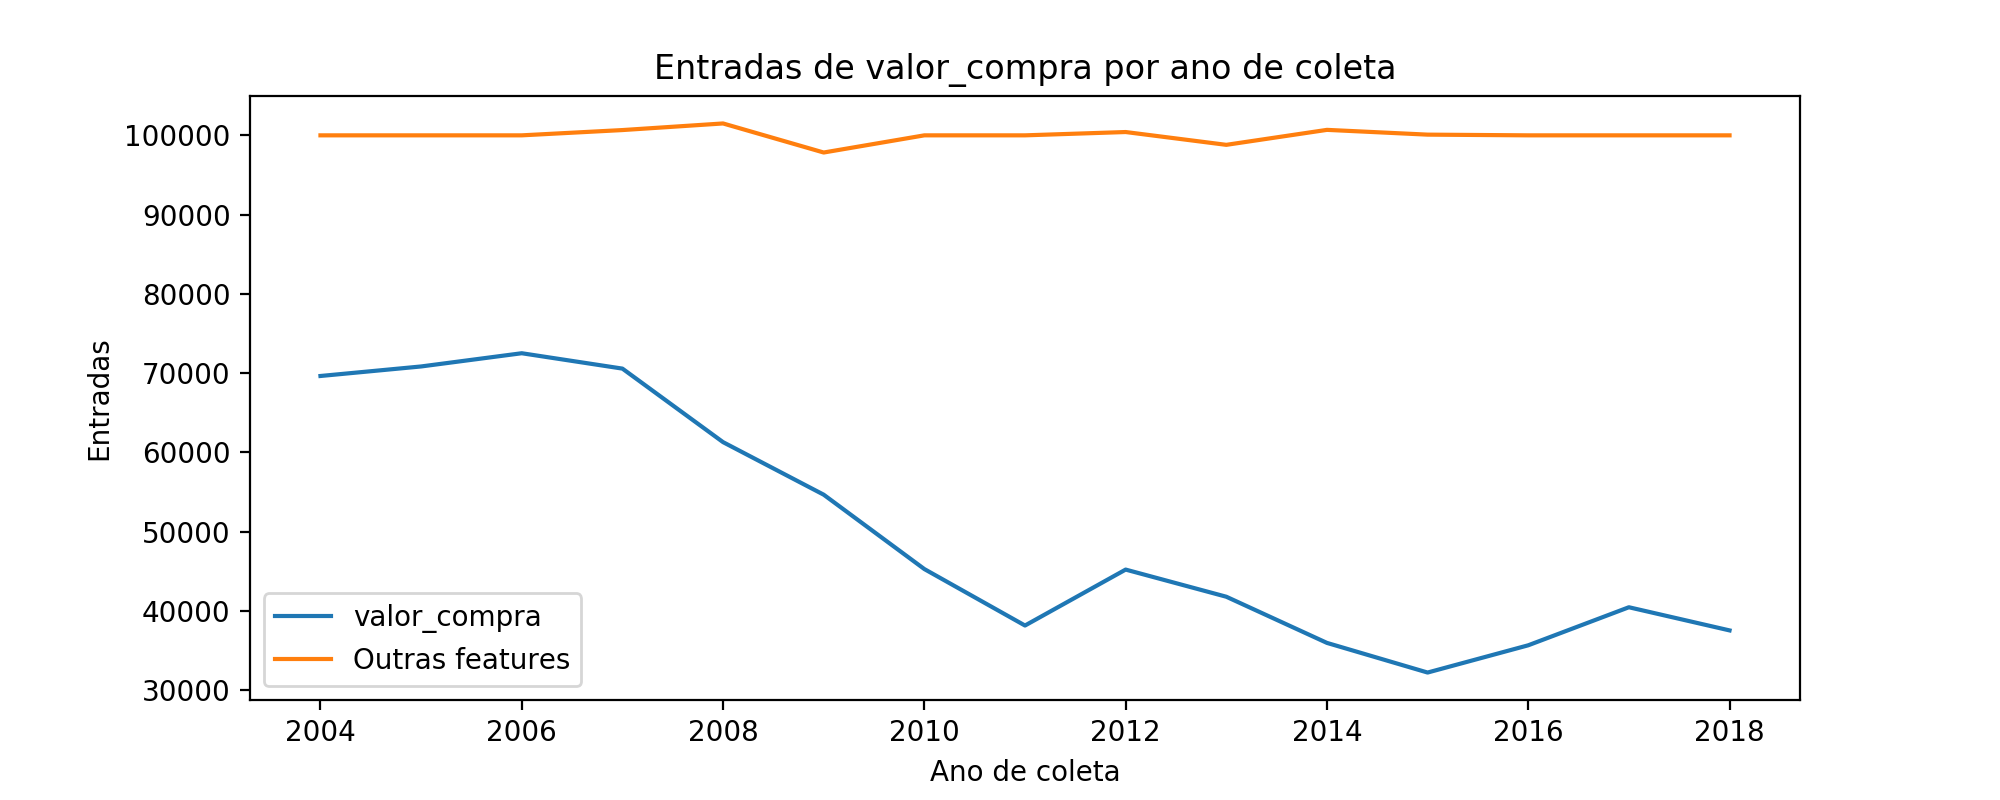 Entradas de valor_compra por ano de coleta
100000
90000
80000
70000
60000
50000
40000
30000
Entradas
valor_compra
Outras features
2004 2006 2008 2010 2012 2014 2016 2018
Ano de coleta